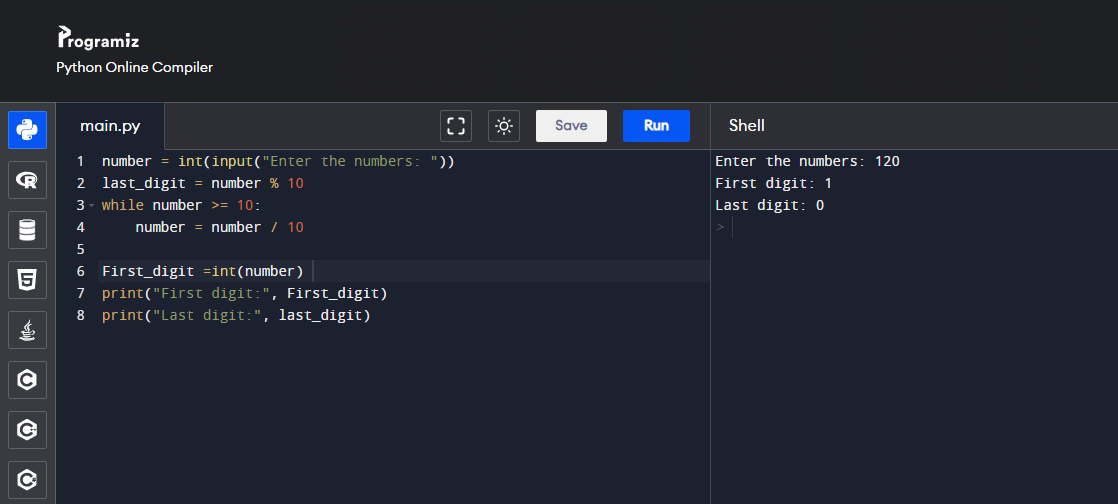 Programiz
Python Online Compiler
main.py
Save
Run
Shell
1 number = int(input("Enter the numbers: "))
2 last_digit = number % 10
3 while number >= 10:
4     number = number / 10
5
6 First_digit =int(number)
7 print("First digit:", First_digit)
8 print("Last digit:", last_digit)
Enter the numbers: 120
First digit: 1
Last digit: 0
>